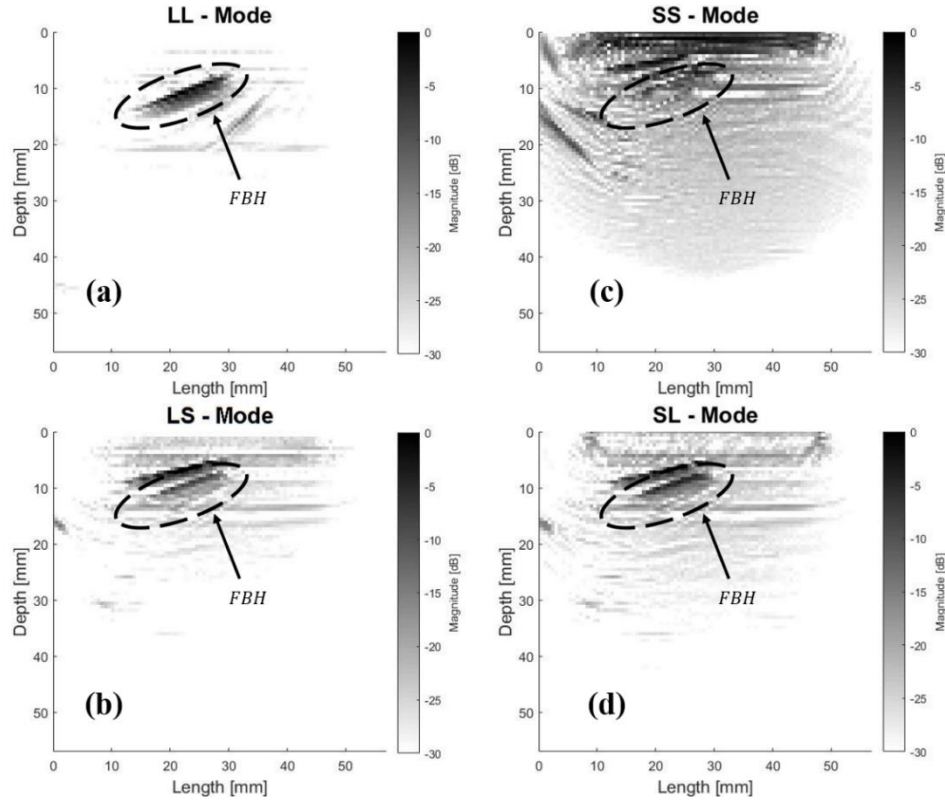 LL - Mode
0
10
20
30
40
50
Depth [mm]
0 10 20 30 40 50
Length [mm]
0
-5
-10
-15
-20
-25
-30
Magnitude [dB]
FBH
(a)
SS - Mode
0
10
20
30
40
50
Depth [mm]
0 10 20 30 40 50
Length [mm]
0
-5
-10
-15
-20
-25
-30
Magnitude [dB]
FBH
(c)
LS - Mode
0
10
20
30
40
50
Depth [mm]
0 10 20 30 40 50
Length [mm]
0
-5
-10
-15
-20
-25
-30
Magnitude [dB]
FBH
(b)
SL - Mode
0
10
20
30
40
50
Depth [mm]
0 10 20 30 40 50
Length [mm]
0
-5
-10
-15
-20
-25
-30
Magnitude [dB]
FBH
(d)